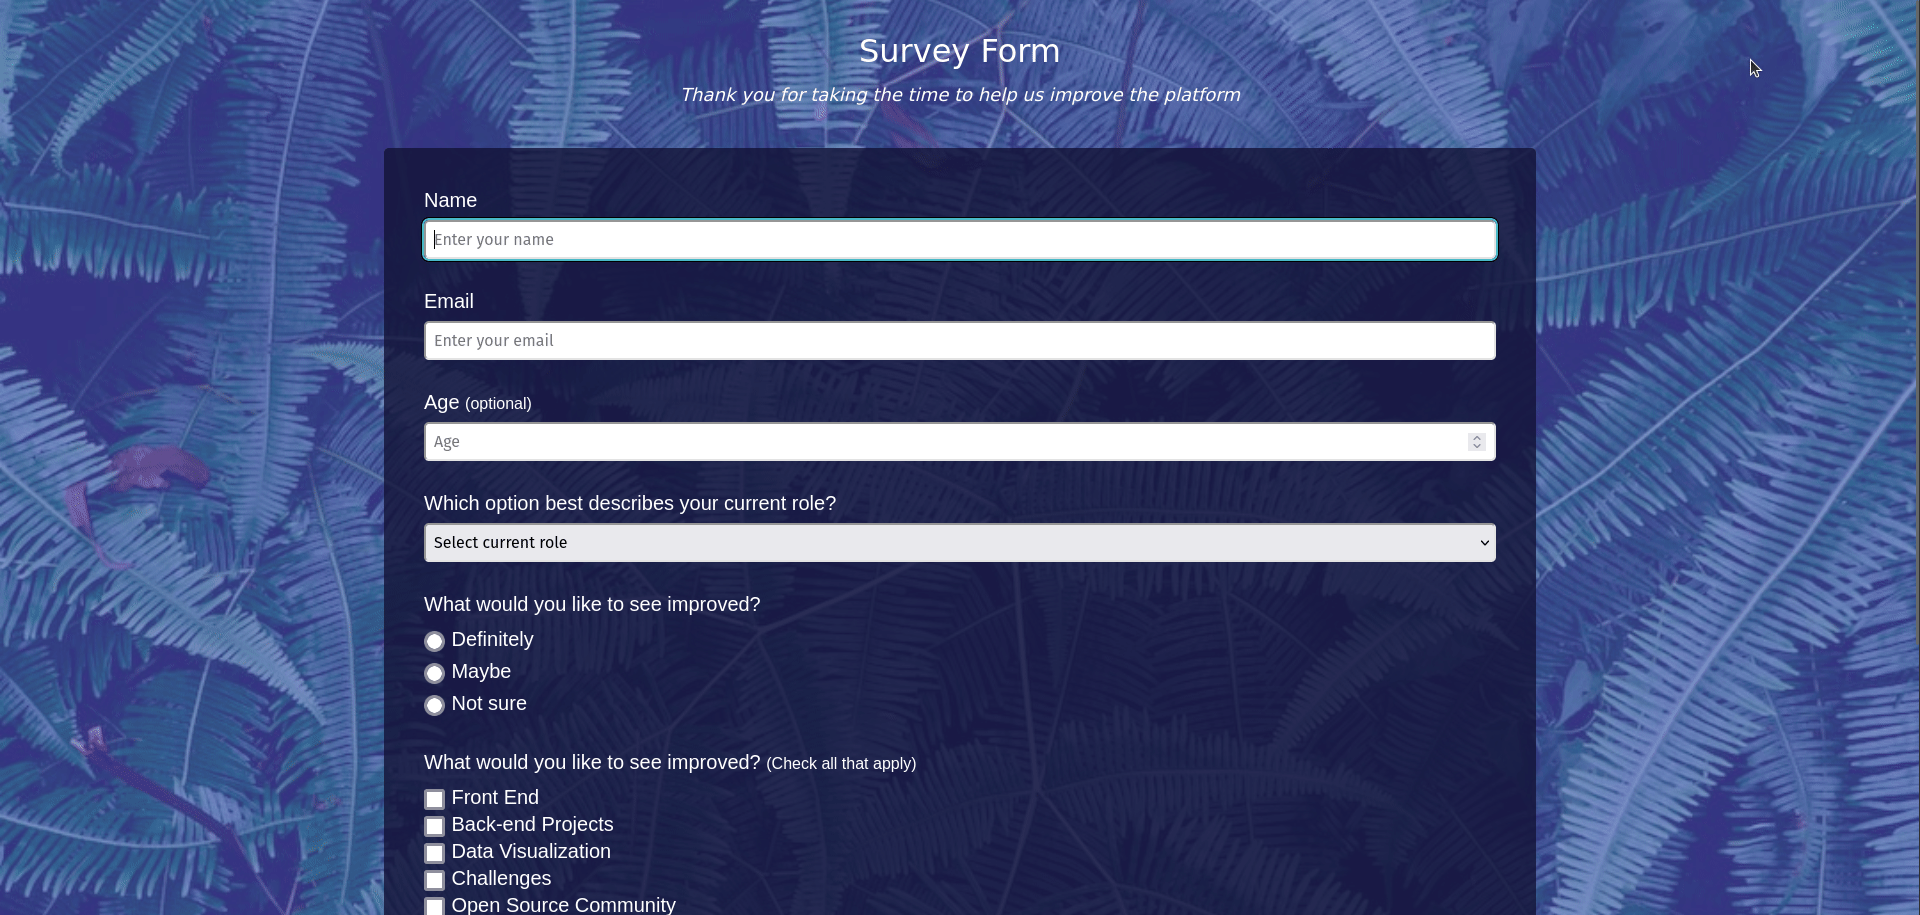 Survey Form
Thank you for taking the time to help us improve the platform
Name
Enter your name
Email
Enter your email
Age (optional)
Age
Which option best describes your current role?
Select current role
What would you like to see improved?
Definitely
Maybe
Not sure
What would you like to see improved? (Check all that apply)
Front End
Back-end Projects
Data Visualization
Challenges
Open Source Community